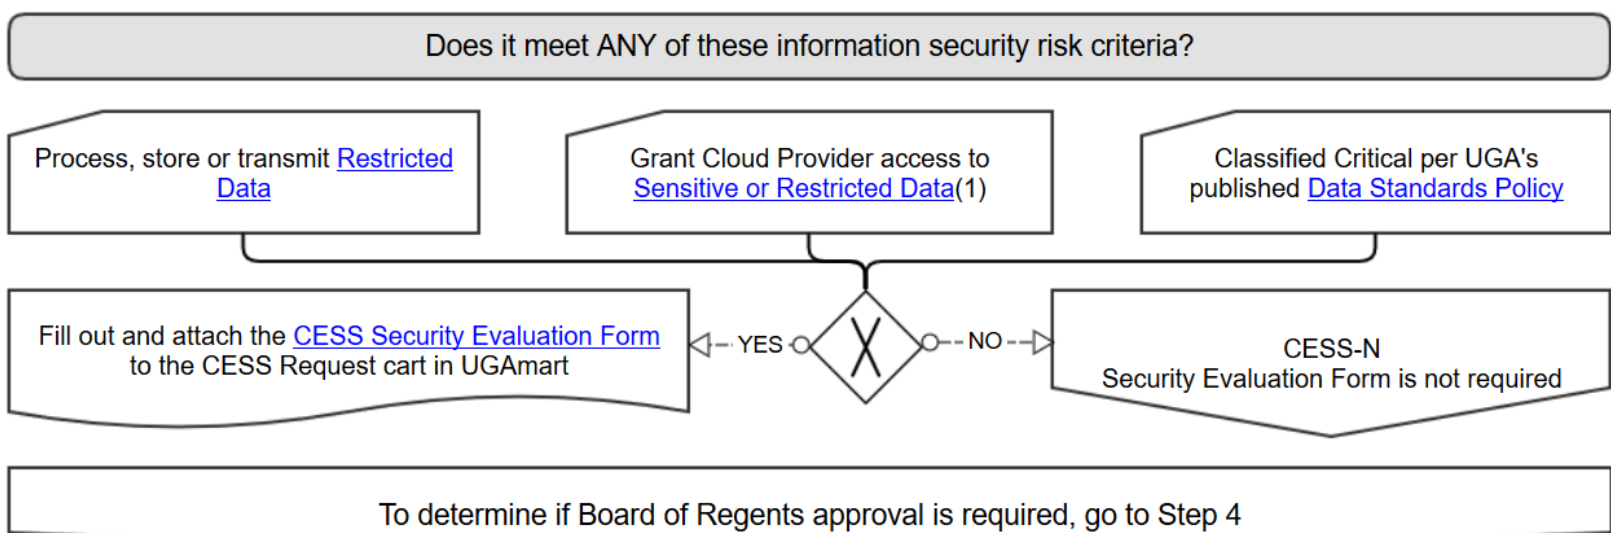 Does it meet ANY of these information security risk criteria?
Process, store or transmit Restricted
Data
Grant Cloud Provider access to
Sensitive or Restricted Data(1)
Classified Critical per UGA's
published Data Standards Policy
Fill out and attach the CESS Security Evaluation Form
to the CESS Request cart in UGAmart
YES
X
NO
CESS-N
Security Evaluation Form is not required
To determine if Board of Regents approval is required, go to Step 4